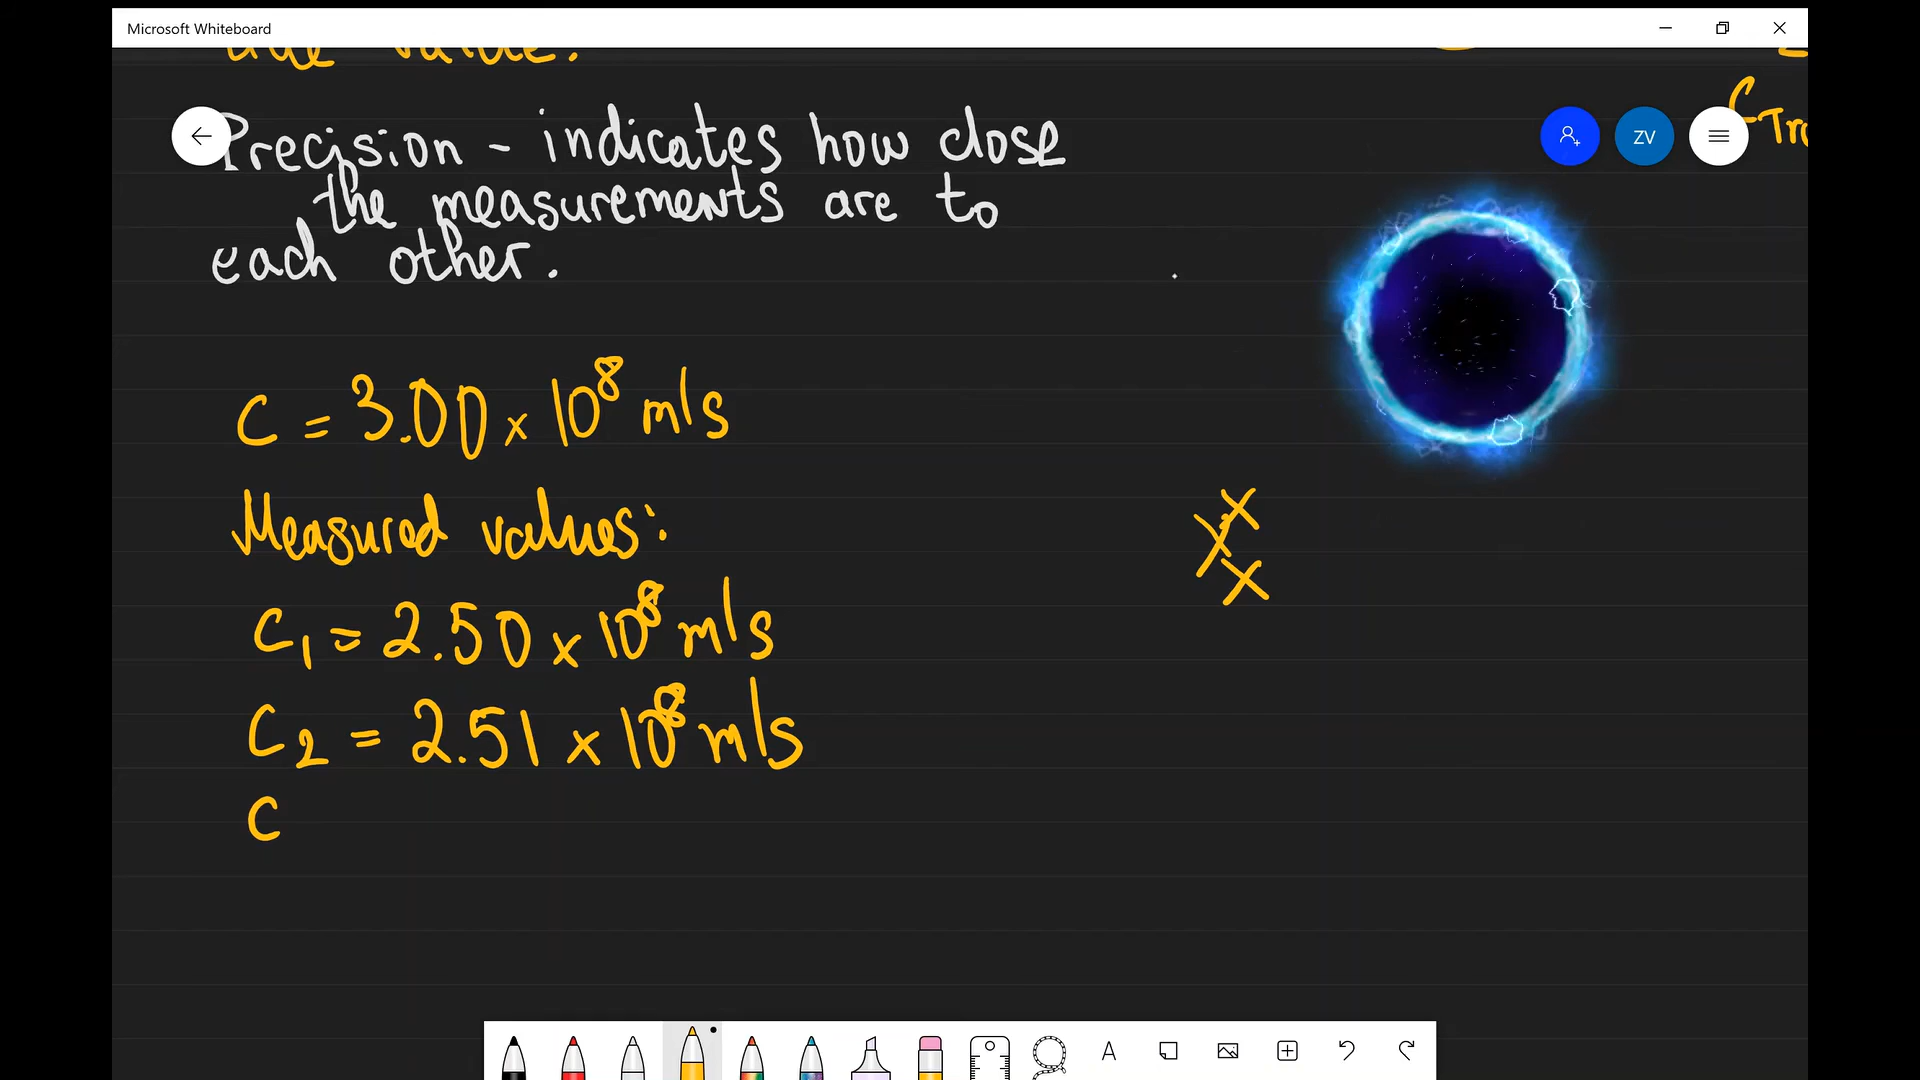 Microsoft Whiteboard
value.
Precision - indicates how close
the measurements are to
each other.
ZV
C = 3.00 x 10⁸ m/s
Measured values:
C₁ = 2.50 x 10⁸ m/s
C₂ = 2.51 x 10⁸ m/s
C